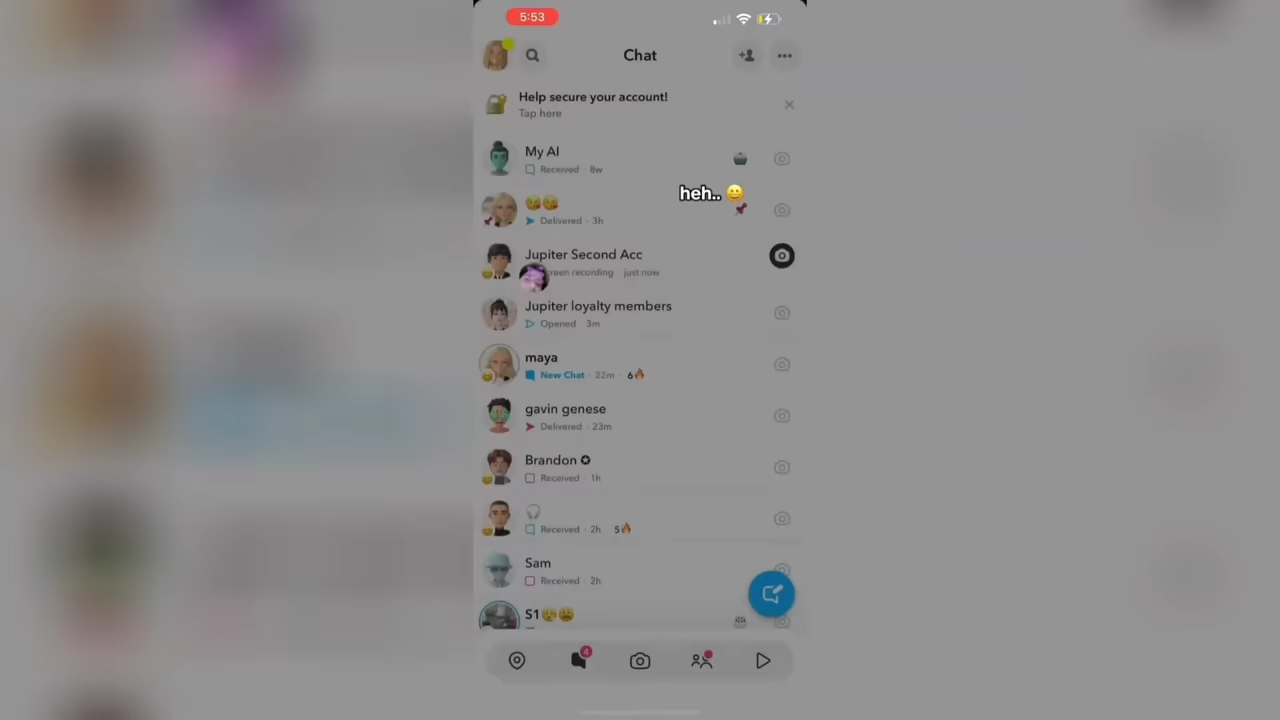 5:53
Chat
Help secure your account!
Tap here
My AI
Received · 8w
heh.. 😀
😘😘
Delivered · 3h
Jupiter Second Acc
reen recording just now
Jupiter loyalty members
Opened · 3m
maya
New Chat · 22m · 6🔥
gavin genese
Delivered · 23m
Brandon ✪
Received · 1h
🎧
Received · 2h · 5🔥
Sam
Received · 2h
S1😥😩
4